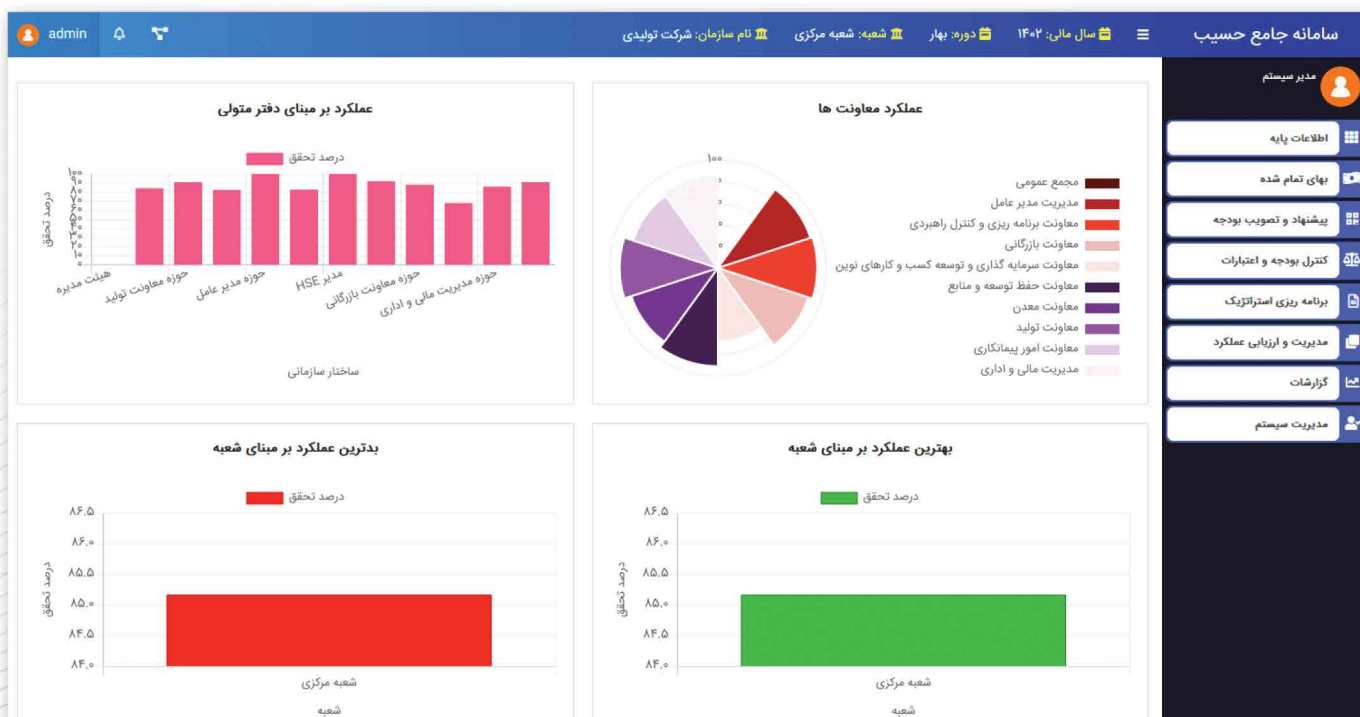 سامانه جامع حسیب
سال مالی: ۱۴۰۲
دوره: بهار
شعبه: شعبه مرکزی
نام سازمان: شرکت تولیدی
admin
مدیر سیستم
اطلاعات پایه
بهای تمام شده
پیشنهاد و تصویب بودجه
کنترل بودجه و اعتبارات
برنامه ریزی استراتژیک
مدیریت و ارزیابی عملکرد
گزارشات
مدیریت سیستم
عملکرد معاونت ها
۱۰۰
مجمع عمومی
مدیریت مدیر عامل
معاونت برنامه ریزی و کنترل راهبردی
معاونت بازرگانی
معاونت سرمایه گذاری و توسعه کسب و کارهای نوین
معاونت حفظ توسعه و منابع
معاونت معدن
معاونت تولید
معاونت امور پیمانکاری
مدیریت مالی و اداری
عملکرد بر مبنای دفتر متولی
درصد تحقق
درصد تحقق
هیئت مدیره
حوزه معاونت تولید
حوزه مدیر عامل
مدیر HSE
حوزه معاونت بازرگانی
حوزه مدیریت مالی و اداری
ساختار سازمانی
بهترین عملکرد بر مبنای شعبه
درصد تحقق
۸۶.۵
۸۶.۰
۸۵.۵
۸۵.۰
۸۴.۵
۸۴.۰
درصد تحقق
شعبه مرکزی
شعبه
بدترین عملکرد بر مبنای شعبه
درصد تحقق
۸۶.۵
۸۶.۰
۸۵.۵
۸۵.۰
۸۴.۵
۸۴.۰
درصد تحقق
شعبه مرکزی
شعبه